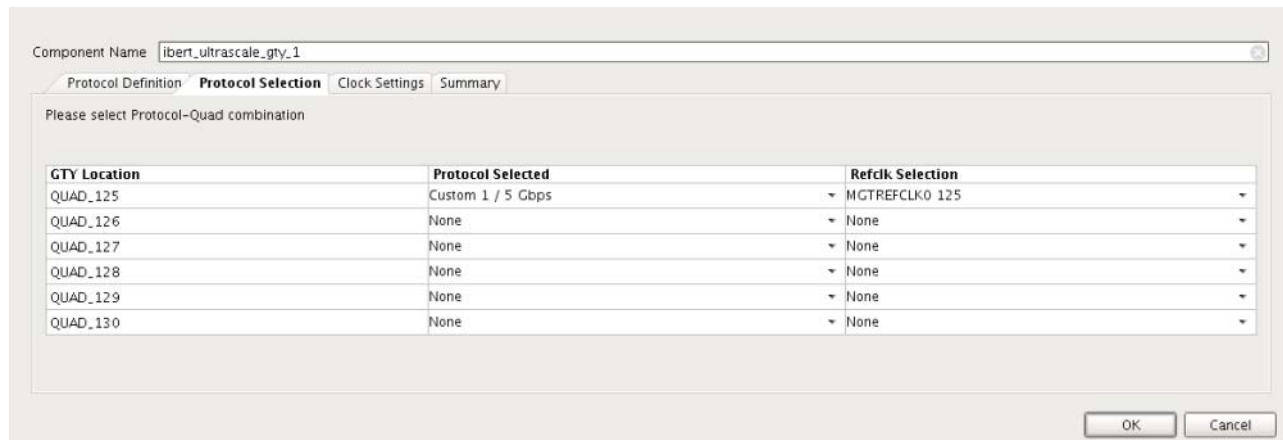 Component Name ibert_ultrascale_gty_1
Protocol Definition Protocol Selection Clock Settings Summary
Please select Protocol-Quad combination
GTY Location Protocol Selected Refclk Selection
QUAD_125 Custom 1 / 5 Gbps MGTREFCLK0 125
QUAD_126 None None
QUAD_127 None None
QUAD_128 None None
QUAD_129 None None
QUAD_130 None None
OK Cancel